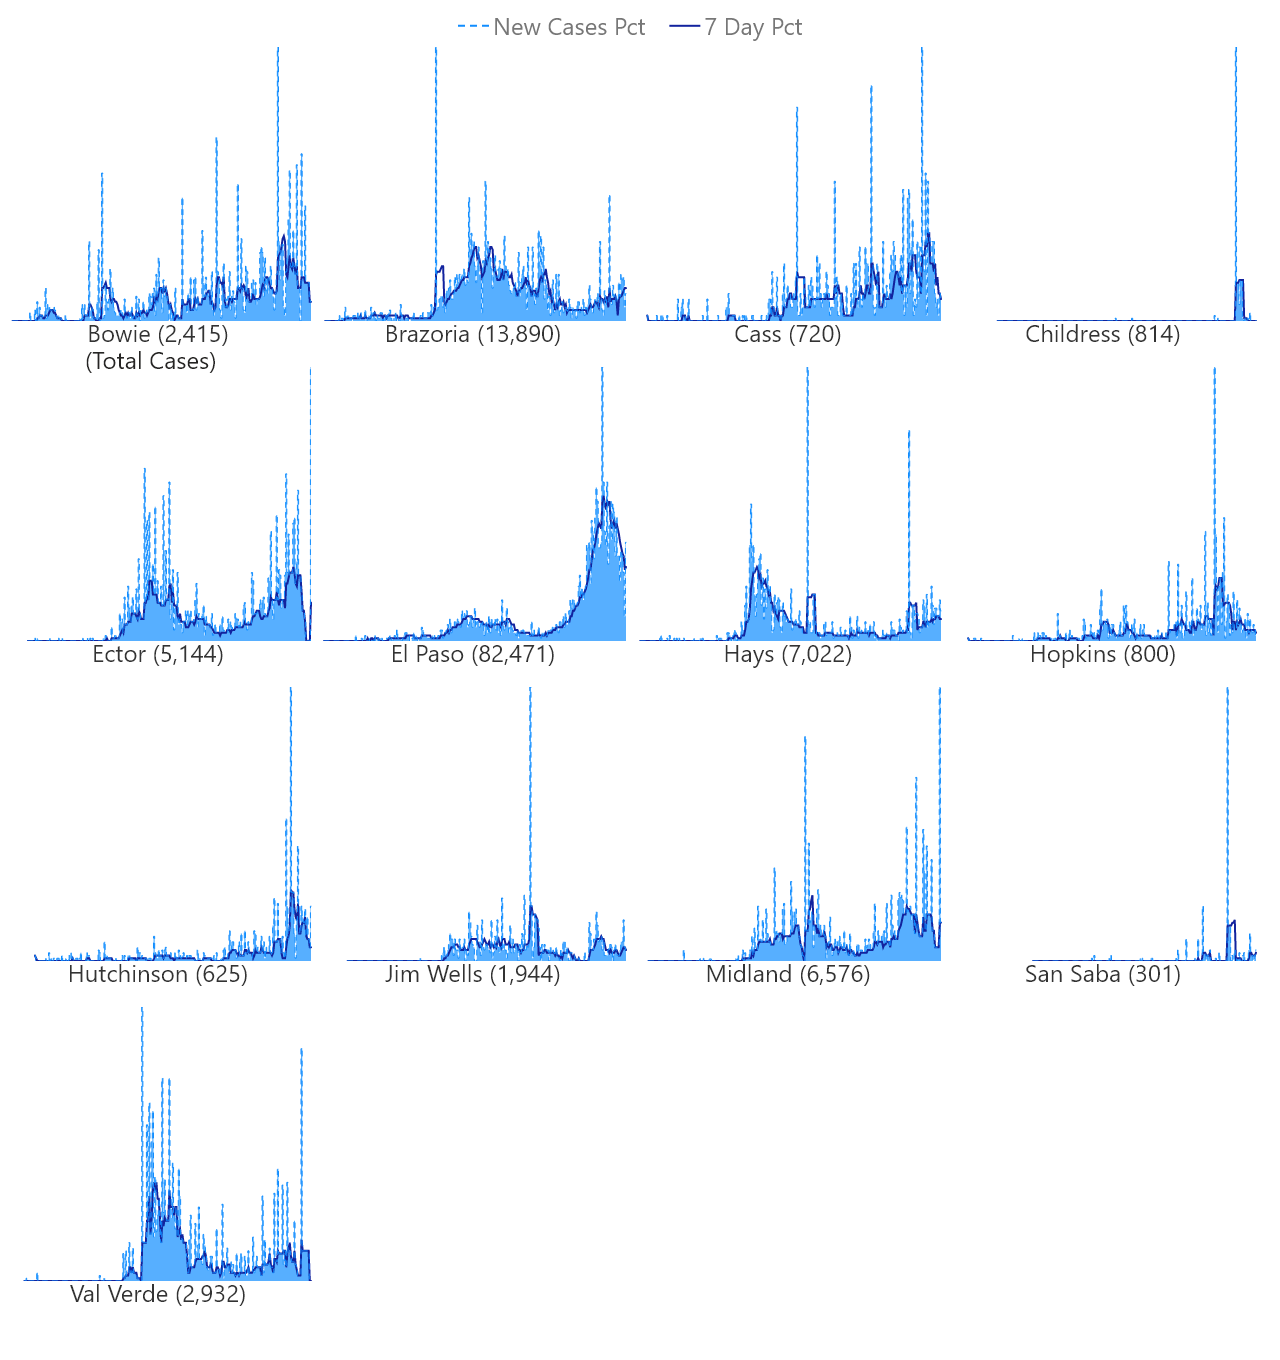 New Cases Pct 7 Day Pct
Bowie (2,415) Brazoria (13,890) Cass (720) Childress (814)
(Total Cases)
Ector (5,144) El Paso (82,471) Hays (7,022) Hopkins (800)
Hutchinson (625) Jim Wells (1,944) Midland (6,576) San Saba (301)
Val Verde (2,932)